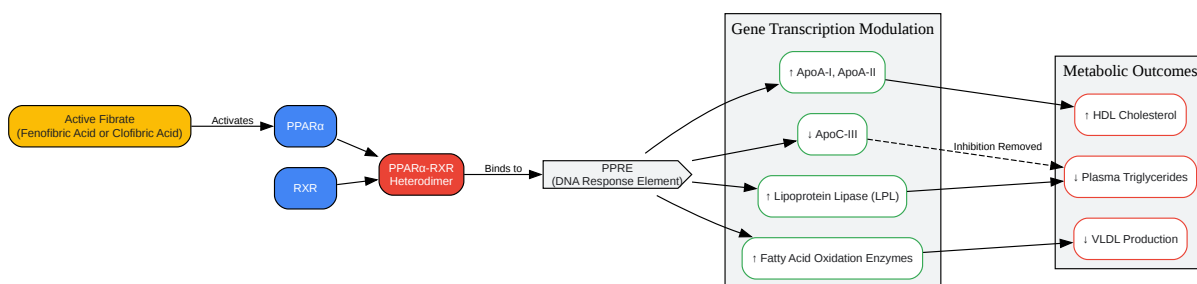 Active Fibrate
(Fenofibric Acid or Clofibric Acid)
Activates
PPARα
RXR
PPARα-RXR
Heterodimer
Binds to
PPRE
(DNA Response Element)
Gene Transcription Modulation
↑ ApoA-I, ApoA-II
↓ ApoC-III
↑ Lipoprotein Lipase (LPL)
↑ Fatty Acid Oxidation Enzymes
Inhibition Removed
Metabolic Outcomes
↑ HDL Cholesterol
↓ Plasma Triglycerides
↓ VLDL Production